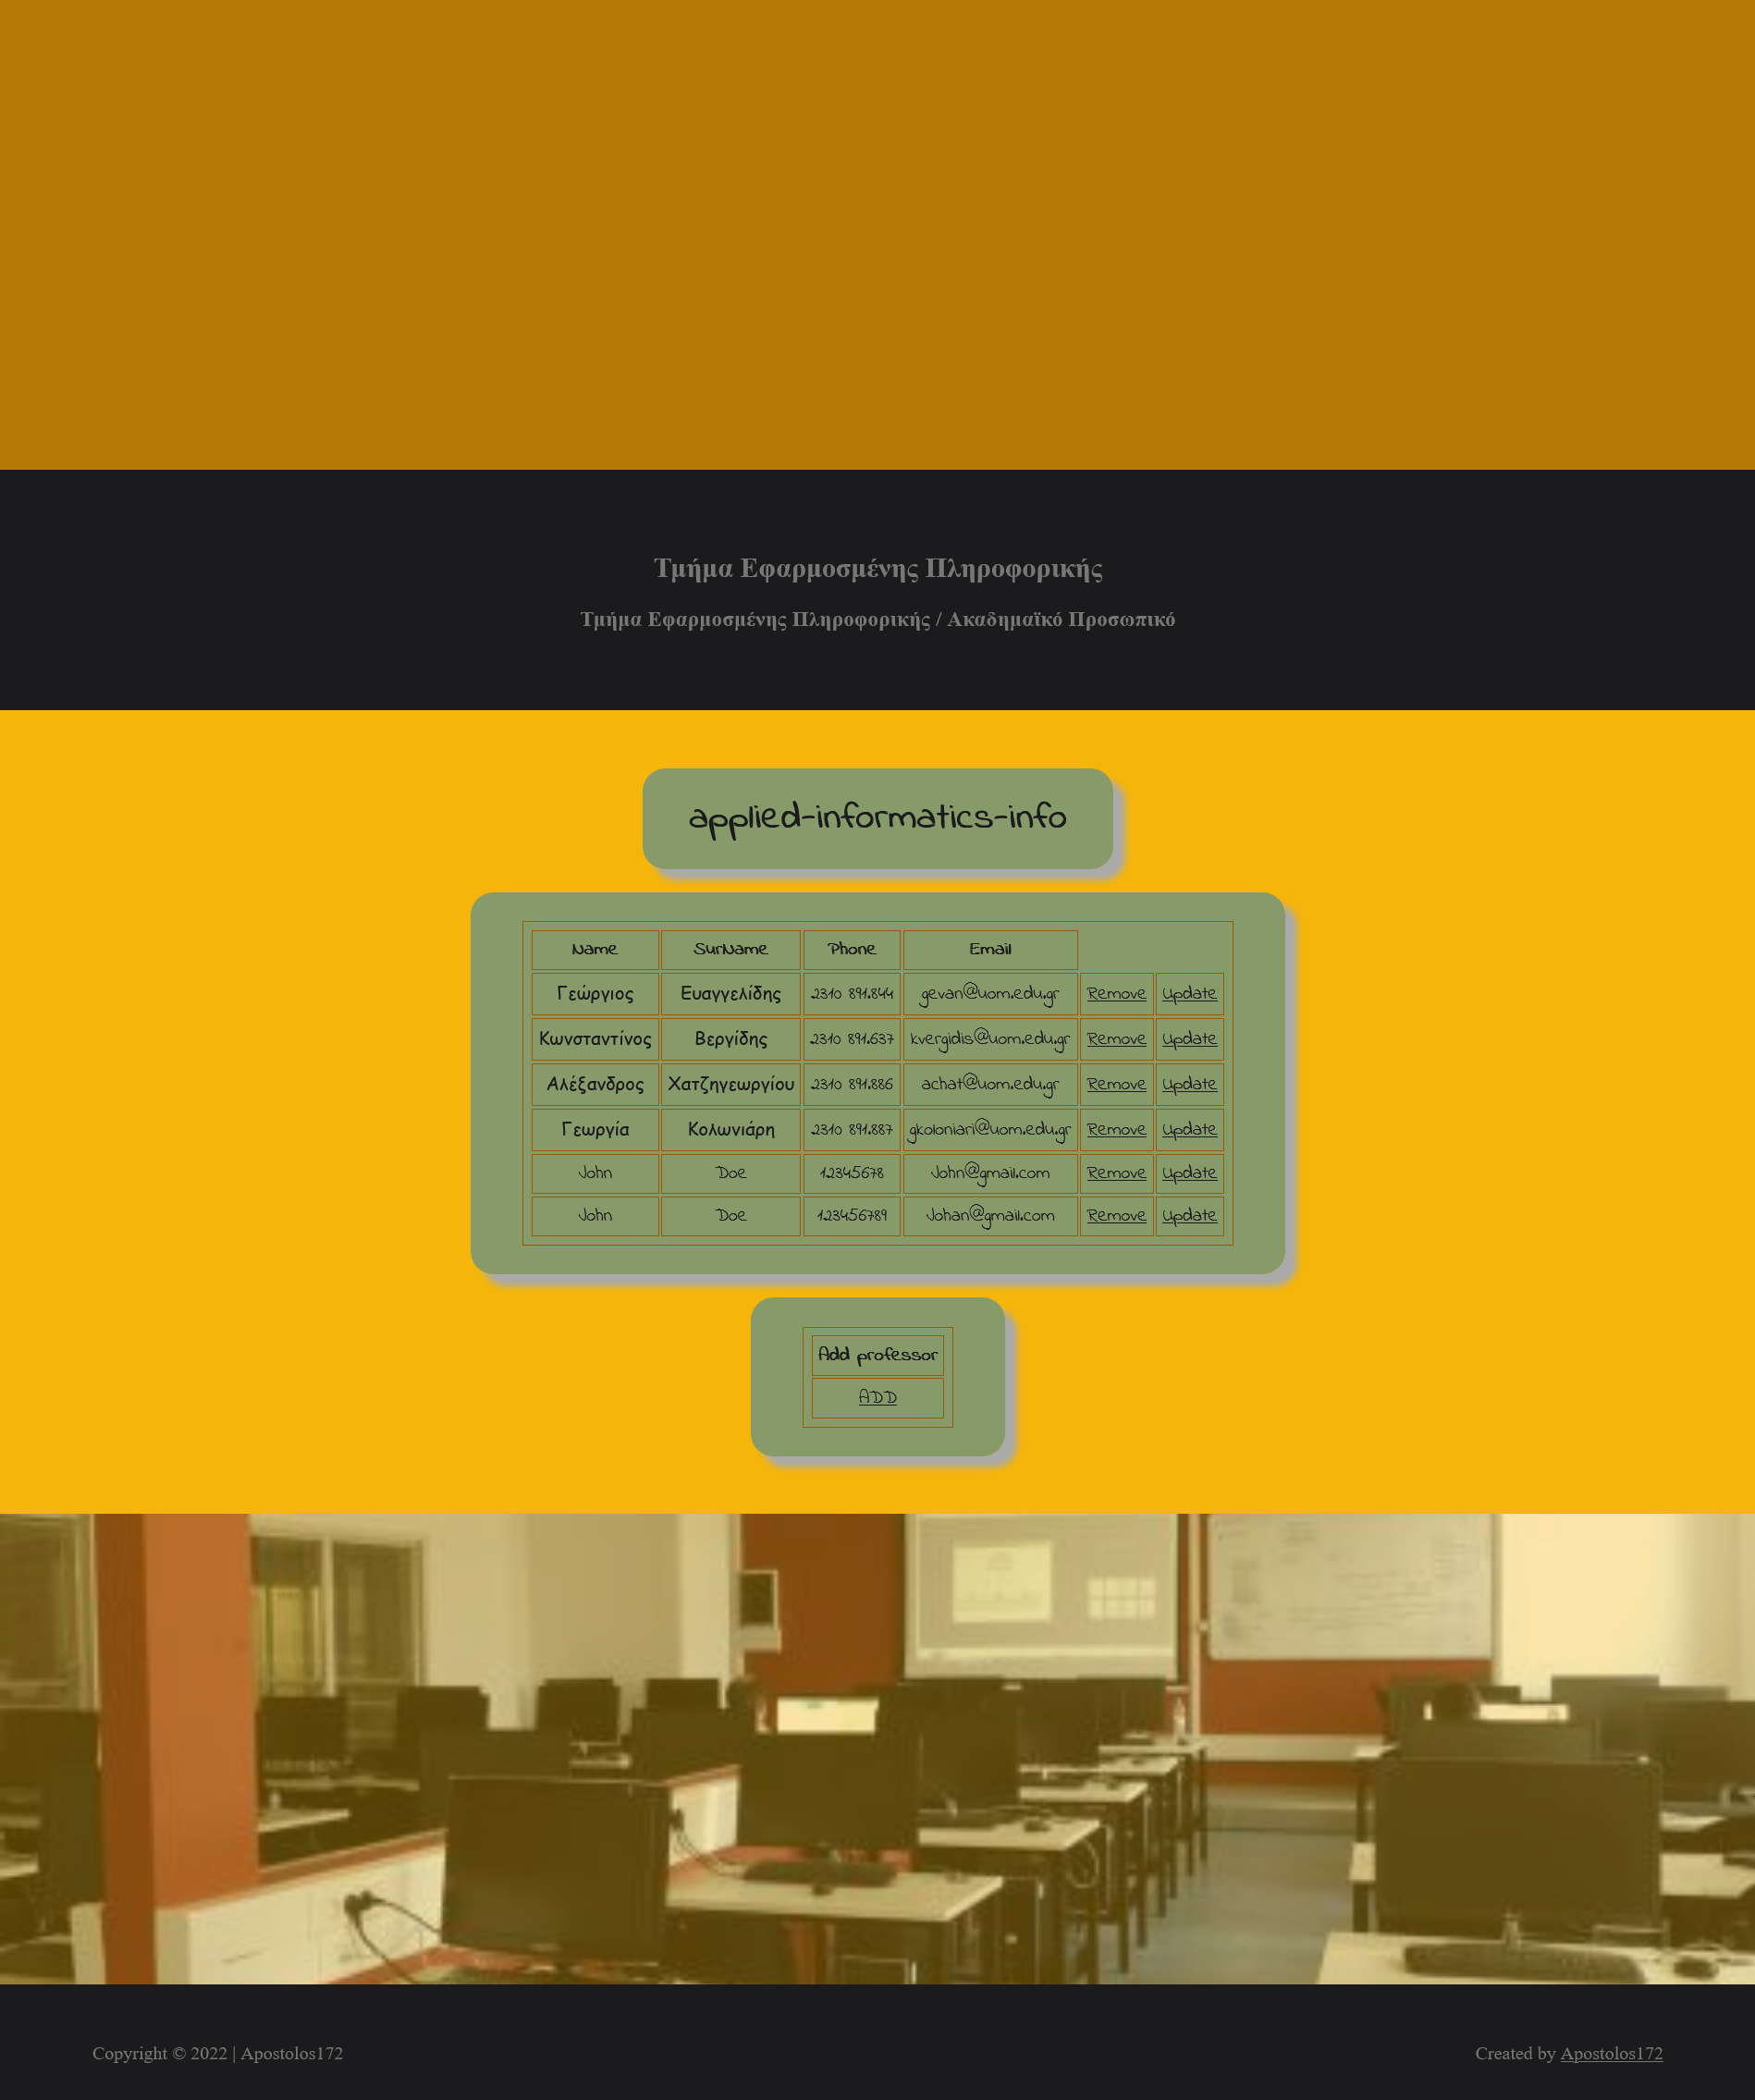 Τμήμα Εφαρμοσμένης Πληροφορικής
Τμήμα Εφαρμοσμένης Πληροφορικής / Ακαδημαϊκό Προσωπικό
applied-informatics-info
Name SurName Phone Email
Γεώργιος Ευαγγελίδης 2310 891.844 gevan@uom.edu.gr Remove Update
Κωνσταντίνος Βεργίδης 2310 891.637 kvergidis@uom.edu.gr Remove Update
Αλέξανδρος Χατζηγεωργίου 2310 891.886 achat@uom.edu.gr Remove Update
Γεωργία Κολωνιάρη 2310 891.887 gkoloniari@uom.edu.gr Remove Update
John Doe 12345678 John@gmail.com Remove Update
John Doe 123456789 Johan@gmail.com Remove Update
Add professor
ADD
Copyright © 2022 | Apostolos172
Created by Apostolos172